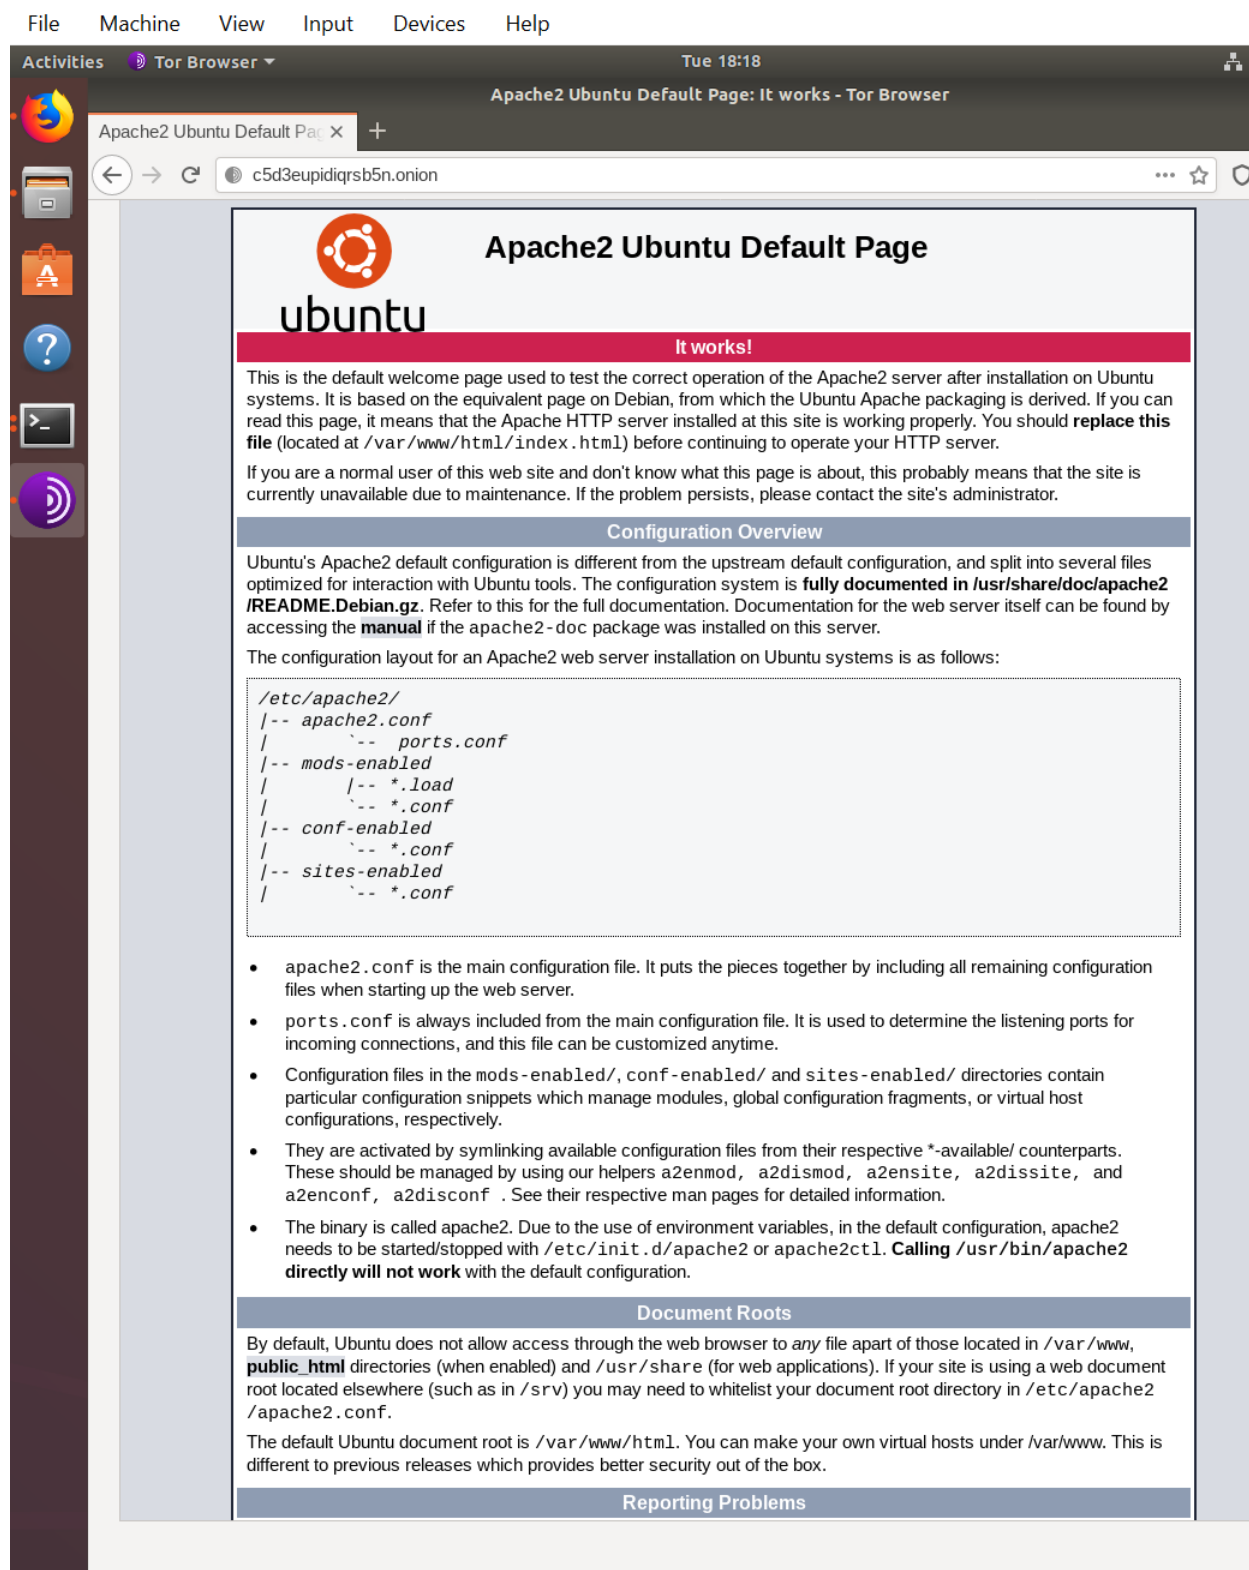 File Machine View Input Devices Help
Activities Tor Browser Tue 18:18
Apache2 Ubuntu Default Page: It works - Tor Browser
Apache2 Ubuntu Default Pag
c5d3eupidiqrsb5n.onion
ubuntu
Apache2 Ubuntu Default Page
It works!
This is the default welcome page used to test the correct operation of the Apache2 server after installation on Ubuntu
systems. It is based on the equivalent page on Debian, from which the Ubuntu Apache packaging is derived. If you can
read this page, it means that the Apache HTTP server installed at this site is working properly. You should replace this
file (located at /var/www/html/index.html) before continuing to operate your HTTP server.
If you are a normal user of this web site and don't know what this page is about, this probably means that the site is
currently unavailable due to maintenance. If the problem persists, please contact the site's administrator.
Configuration Overview
Ubuntu's Apache2 default configuration is different from the upstream default configuration, and split into several files
optimized for interaction with Ubuntu tools. The configuration system is fully documented in /usr/share/doc/apache2
/README.Debian.gz. Refer to this for the full documentation. Documentation for the web server itself can be found by
accessing the manual if the apache2-doc package was installed on this server.
The configuration layout for an Apache2 web server installation on Ubuntu systems is as follows:
/etc/apache2/
|-- apache2.conf
|       `--  ports.conf
|-- mods-enabled
|       |-- *.load
|       `-- *.conf
|-- conf-enabled
|       `-- *.conf
|-- sites-enabled
|       `-- *.conf
• apache2.conf is the main configuration file. It puts the pieces together by including all remaining configuration
files when starting up the web server.
• ports.conf is always included from the main configuration file. It is used to determine the listening ports for
incoming connections, and this file can be customized anytime.
• Configuration files in the mods-enabled/, conf-enabled/ and sites-enabled/ directories contain
particular configuration snippets which manage modules, global configuration fragments, or virtual host
configurations, respectively.
• They are activated by symlinking available configuration files from their respective *-available/ counterparts.
These should be managed by using our helpers a2enmod, a2dismod, a2ensite, a2dissite, and
a2enconf, a2disconf . See their respective man pages for detailed information.
• The binary is called apache2. Due to the use of environment variables, in the default configuration, apache2
needs to be started/stopped with /etc/init.d/apache2 or apache2ctl. Calling /usr/bin/apache2
directly will not work with the default configuration.
Document Roots
By default, Ubuntu does not allow access through the web browser to any file apart of those located in /var/www,
public_html directories (when enabled) and /usr/share (for web applications). If your site is using a web document
root located elsewhere (such as in /srv) you may need to whitelist your document root directory in /etc/apache2
/apache2.conf.
The default Ubuntu document root is /var/www/html. You can make your own virtual hosts under /var/www. This is
different to previous releases which provides better security out of the box.
Reporting Problems